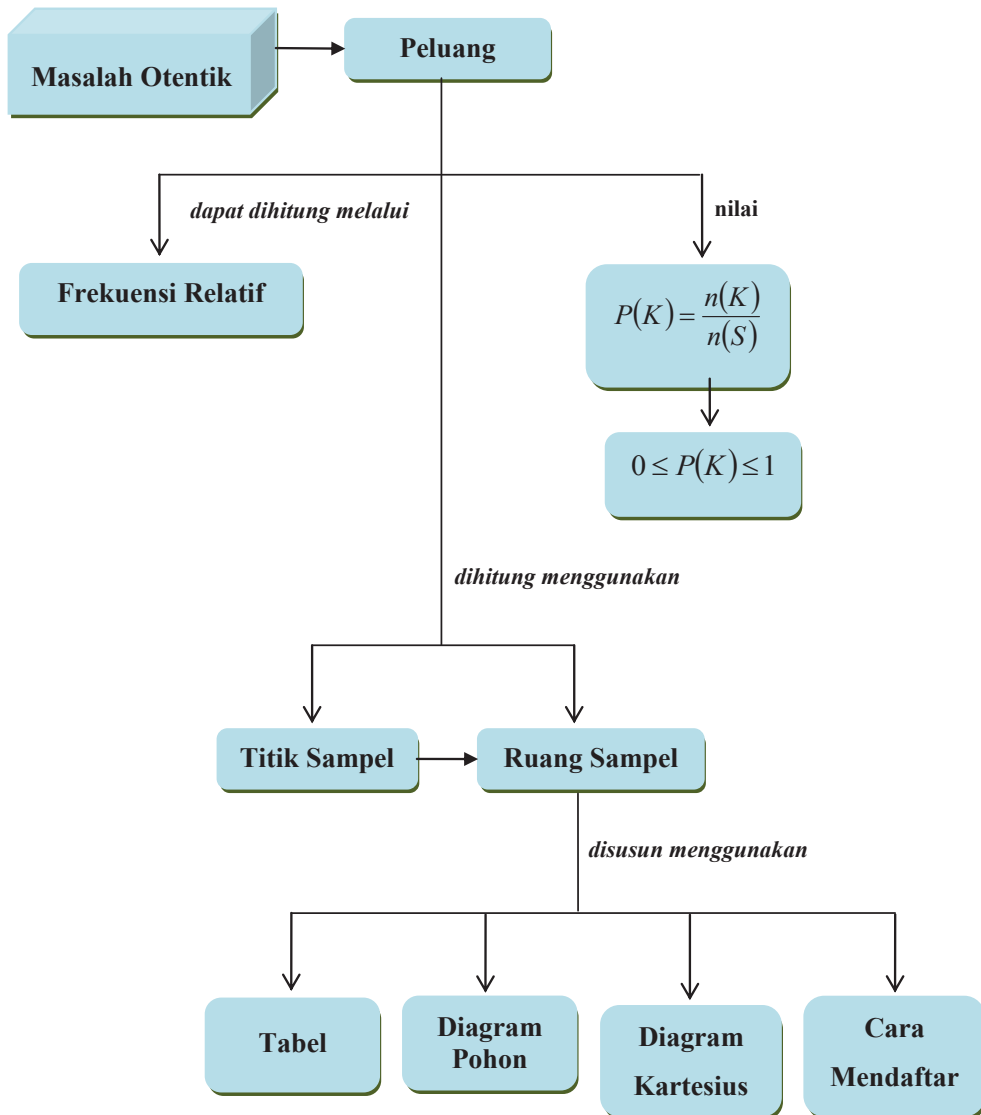 Masalah Otentik
Peluang
dapat dihitung melalui
nilai
Frekuensi Relatif
P(K) = n(K)/n(S)
0 ≤ P(K) ≤ 1
dihitung menggunakan
Titik Sampel
Ruang Sampel
disusun menggunakan
Tabel
Diagram
Pohon
Diagram
Kartesius
Cara
Mendaftar